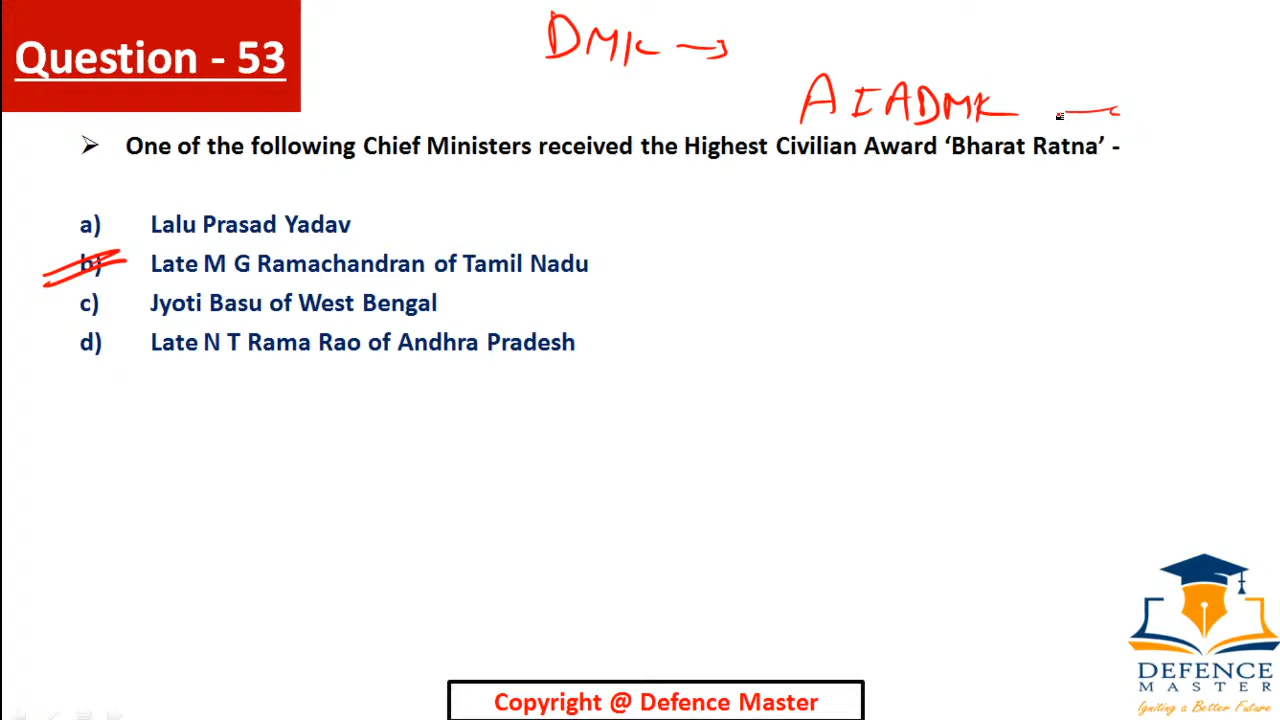 Question - 53
DMK →
AIADMK —
➤ One of the following Chief Ministers received the Highest Civilian Award ‘Bharat Ratna’ -
a) Lalu Prasad Yadav
b) Late M G Ramachandran of Tamil Nadu
c) Jyoti Basu of West Bengal
d) Late N T Rama Rao of Andhra Pradesh
DEFENCE
MASTER
Igniting a Better Future
Copyright @ Defence Master